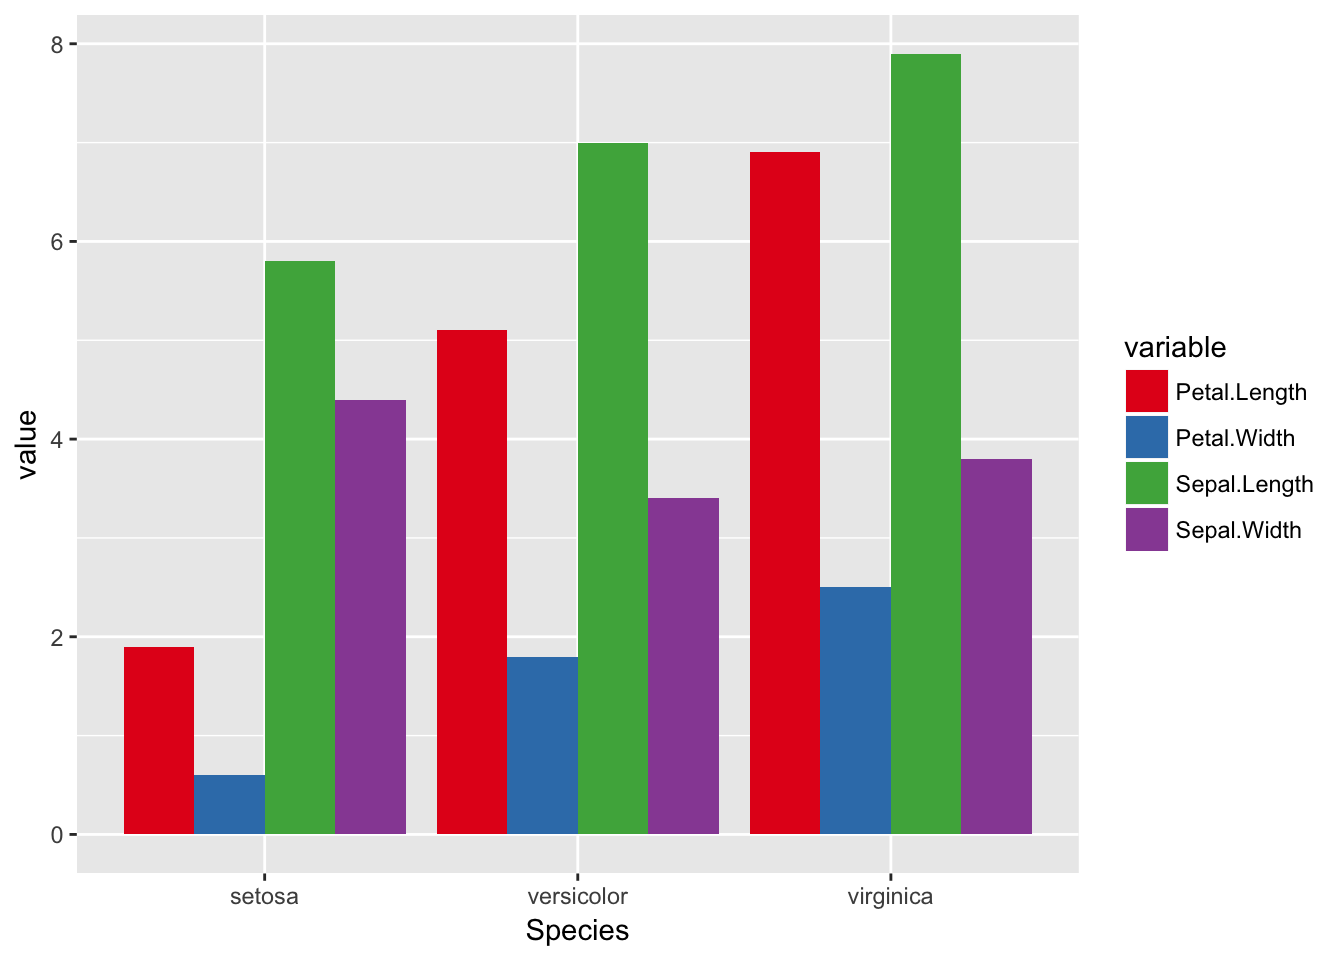 8
6
4
2
0
value
setosa
versicolor
virginica
Species
variable
Petal.Length
Petal.Width
Sepal.Length
Sepal.Width